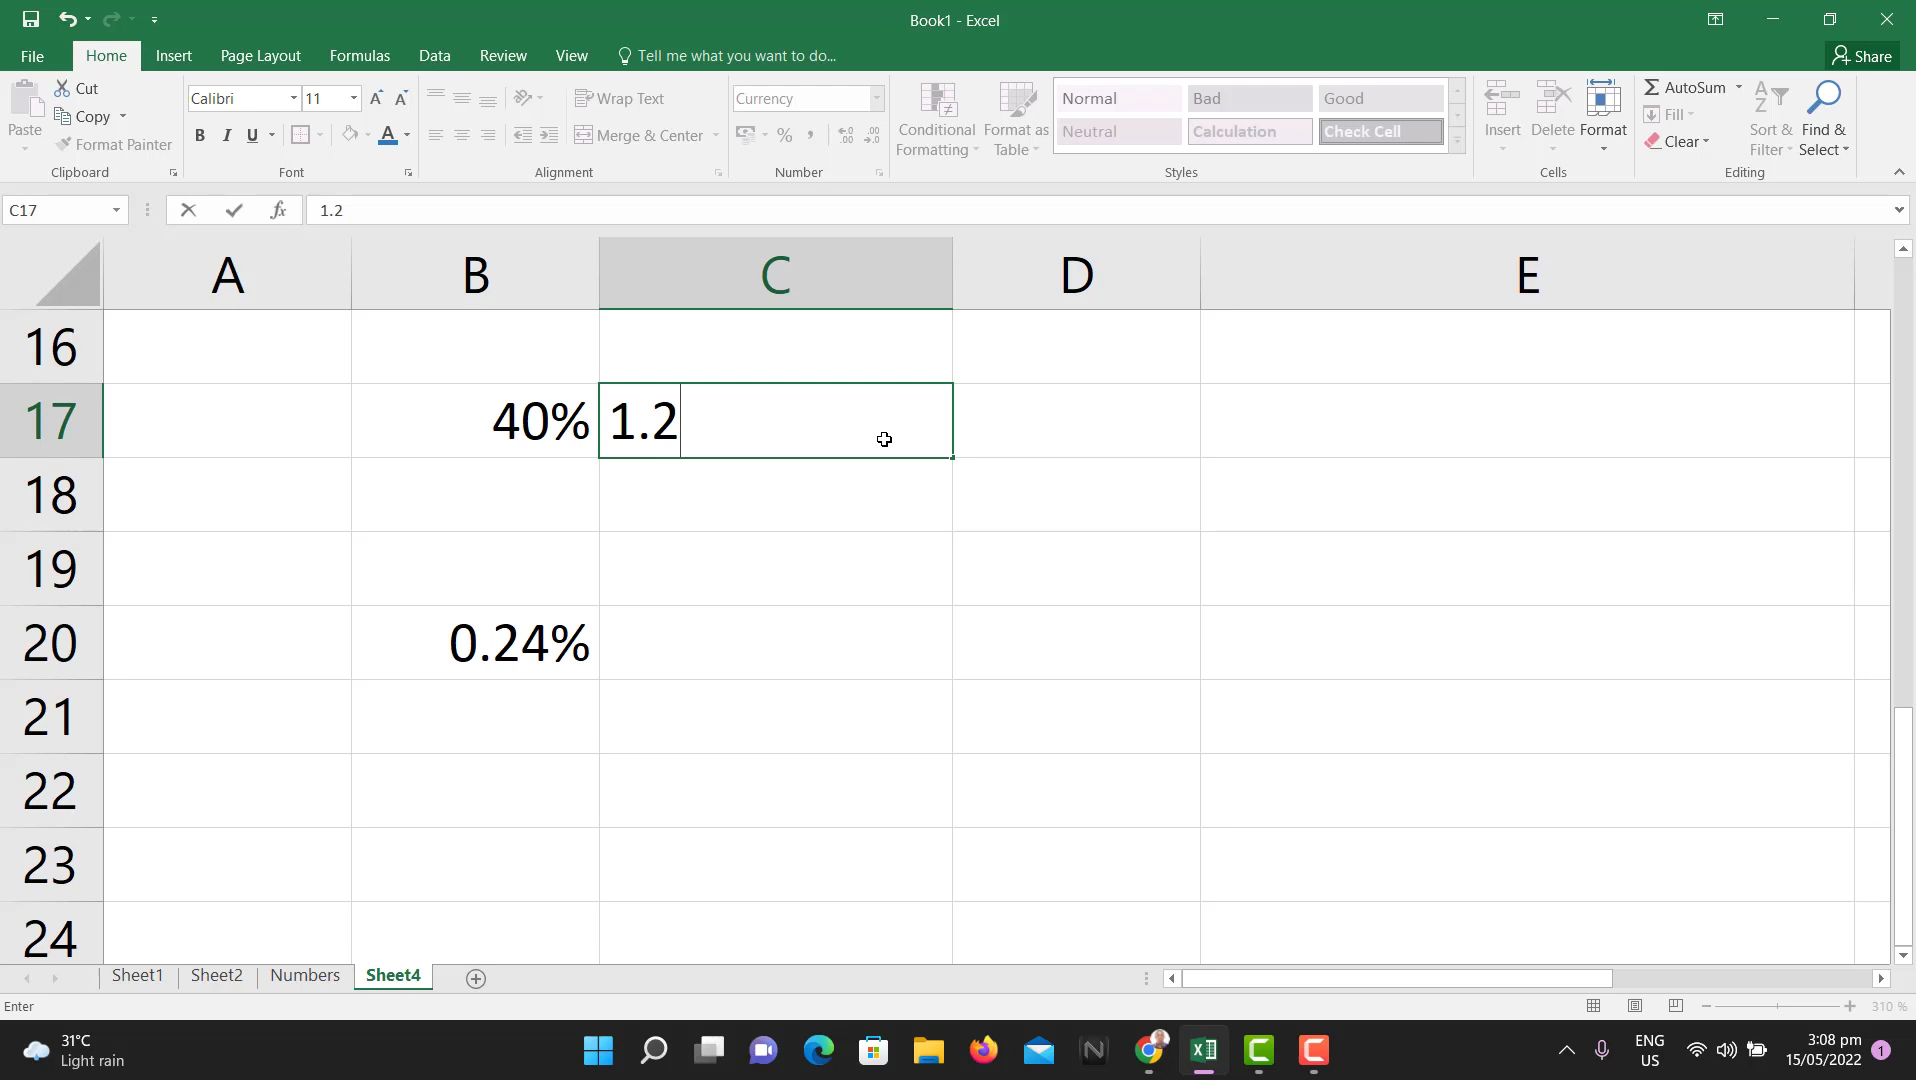 Book1 - Excel
File Home Insert Page Layout Formulas Data Review View Tell me what you want to do... Share
Cut
Copy
Format Painter
Paste
Clipboard
Calibri 11
B I U
Font
Wrap Text
Merge & Center
Alignment
Currency
Number
Conditional Formatting
Format as Table
Normal Bad Good
Neutral Calculation Check Cell
Styles
Insert Delete Format
Cells
AutoSum
Fill
Clear
Sort & Filter
Find & Select
Editing
C17 fx 1.2
A B C D E
16
17 40% 1.2
18
19
20 0.24%
21
22
23
24
Sheet1 Sheet2 Numbers Sheet4
Enter 310 %
31°C
Light rain
ENG
US
3:08 pm
15/05/2022
1